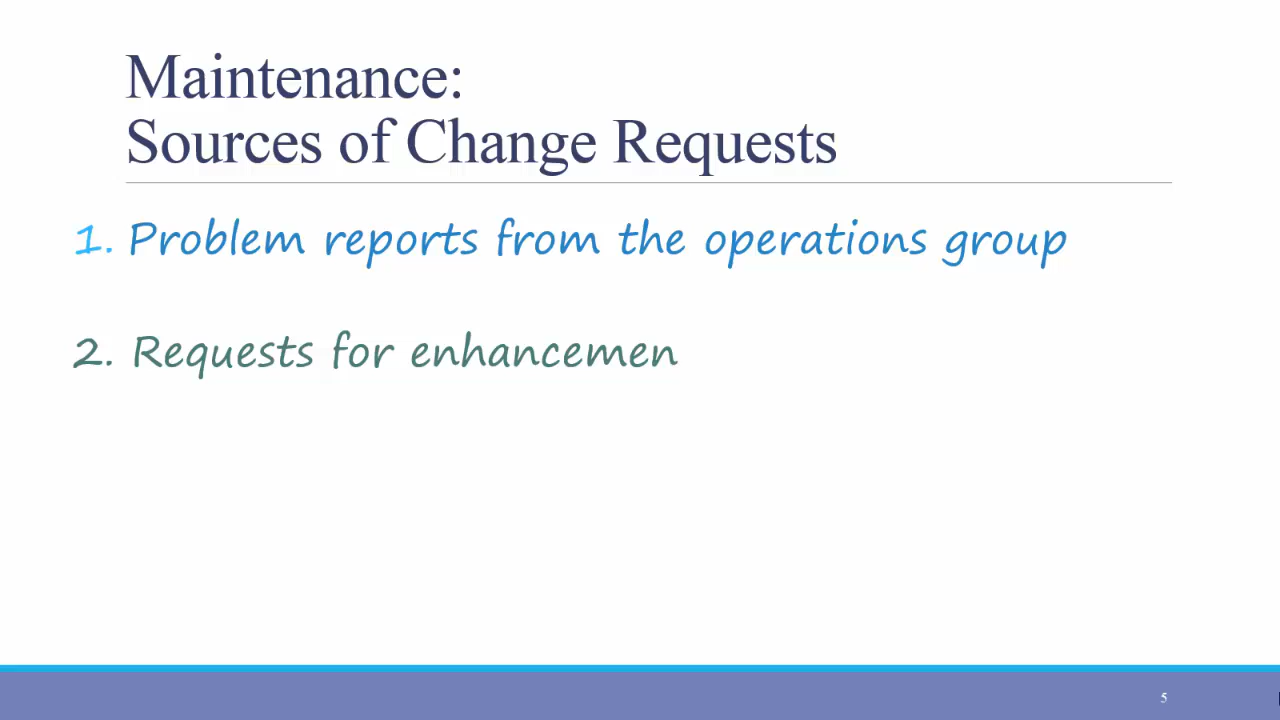 Maintenance:
Sources of Change Requests
1. Problem reports from the operations group
2. Requests for enhancemen
5